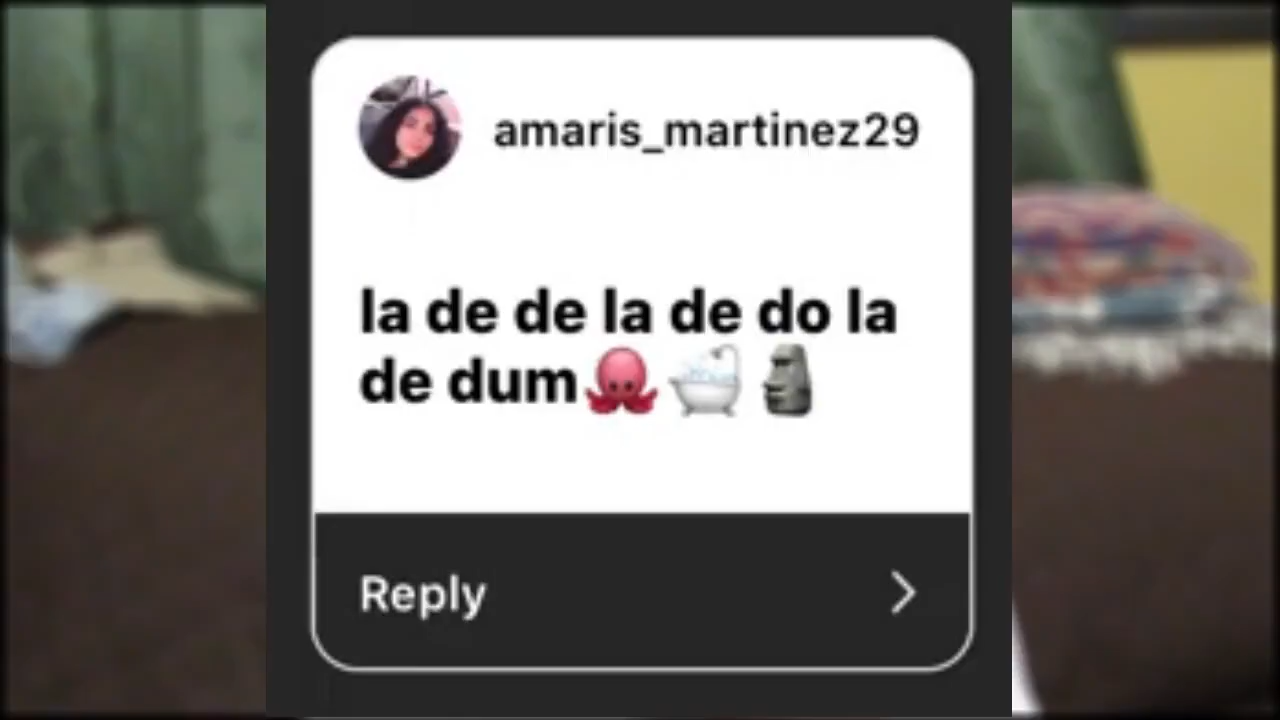 amaris_martinez29
la de de la de do la
de dum🐙🛁🗿
Reply